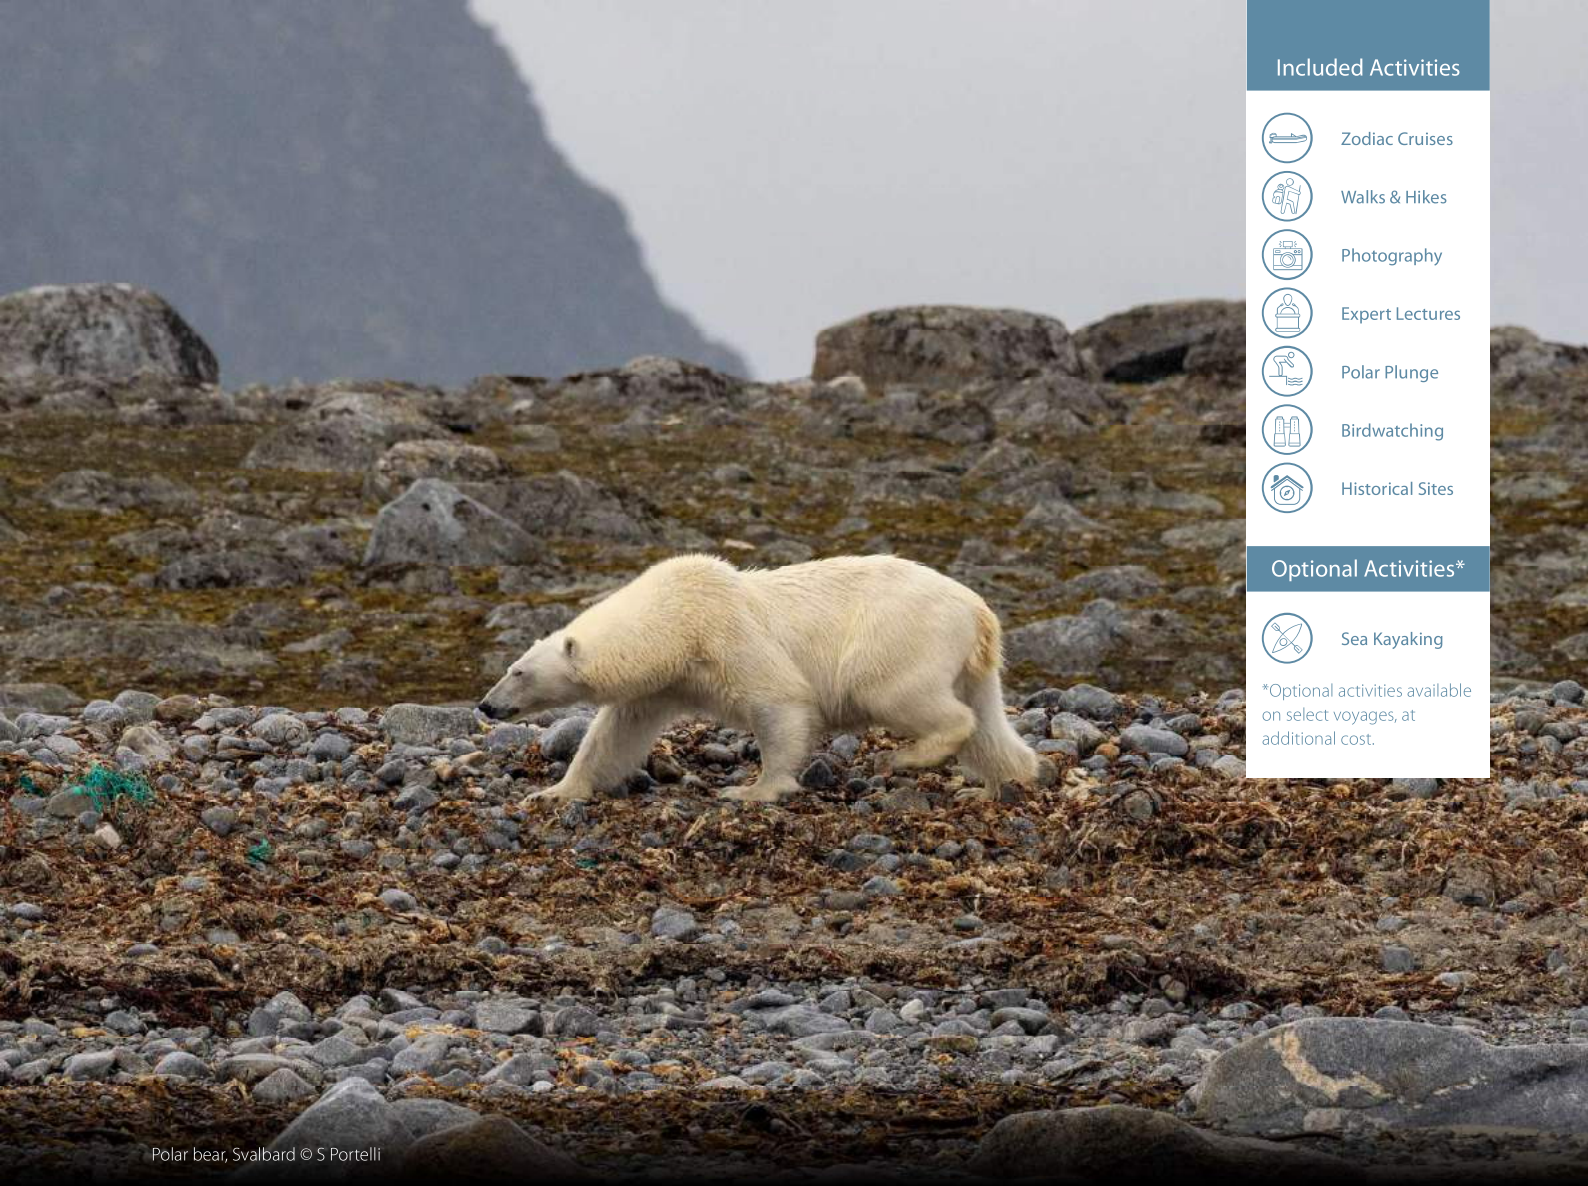 Included Activities
Zodiac Cruises
Walks & Hikes
Photography
Expert Lectures
Polar Plunge
Birdwatching
Historical Sites
Optional Activities*
Sea Kayaking
*Optional activities available
on select voyages, at
additional cost.
Polar bear, Svalbard © S Portelli